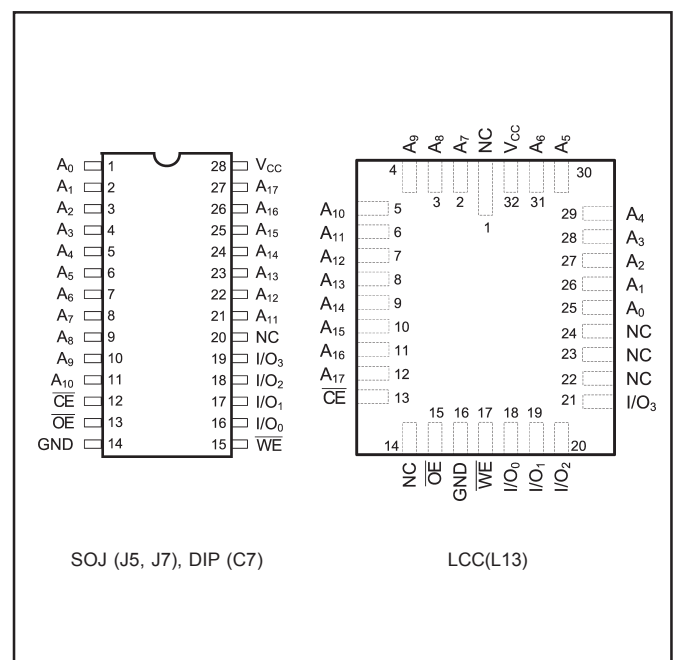 A0 1 28 VCC
A1 2 27 A17
A2 3 26 A16
A3 4 25 A15
A4 5 24 A14
A5 6 23 A13
A6 7 22 A12
A7 8 21 A11
A8 9 20 NC
A9 10 19 I/O3
A10 11 18 I/O2
CE 12 17 I/O1
OE 13 16 I/O0
GND 14 15 WE
SOJ (J5, J7), DIP (C7)
A9 A8 A7 NC VCC A6 A5
4 3 2 1 32 31 30
A10 5 29 A4
A11 6 28 A3
A12 7 27 A2
A13 8 26 A1
A14 9 25 A0
A15 10 24 NC
A16 11 23 NC
A17 12 22 NC
CE 13 21 I/O3
14 15 16 17 18 19 20
NC OE GND WE I/O0 I/O1 I/O2
LCC(L13)